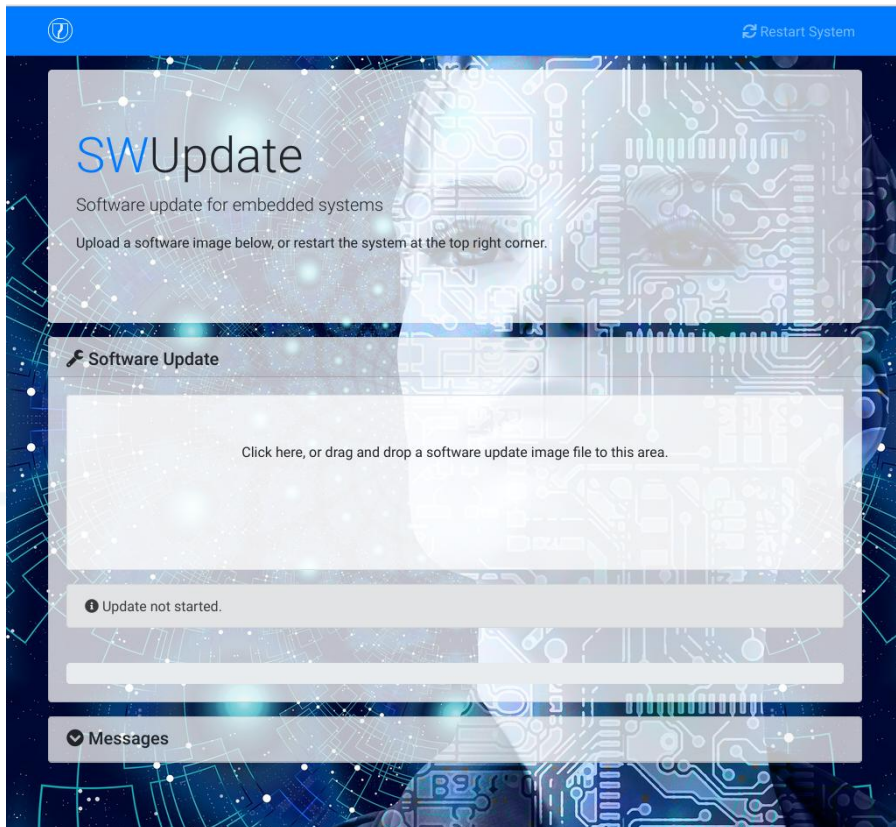 Restart System
SWUpdate
Software update for embedded systems
Upload a software image below, or restart the system at the top right corner.
Software Update
Click here, or drag and drop a software update image file to this area.
Update not started.
Messages